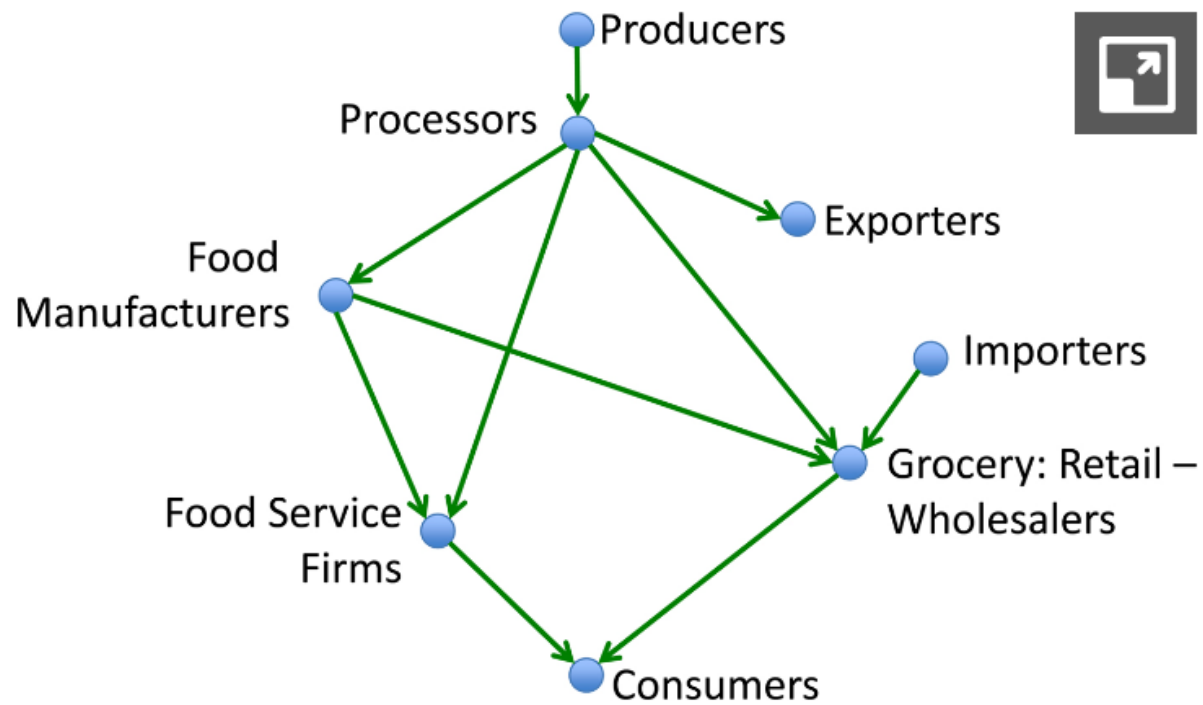 Producers
Processors
Exporters
Food
Manufacturers
Importers
Grocery: Retail –
Wholesalers
Food Service
Firms
Consumers